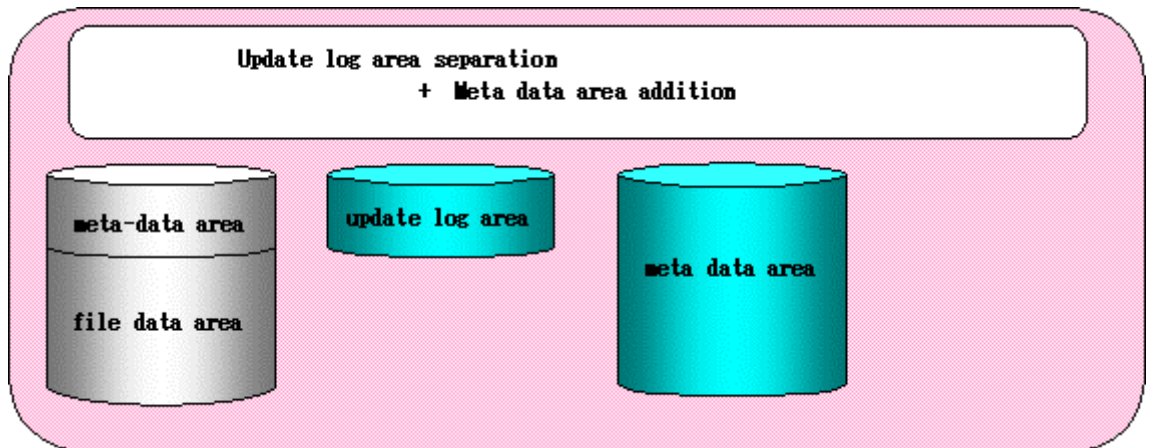 Update log area separation
+ Meta data area addition
meta-data area
file data area
update log area
meta data area